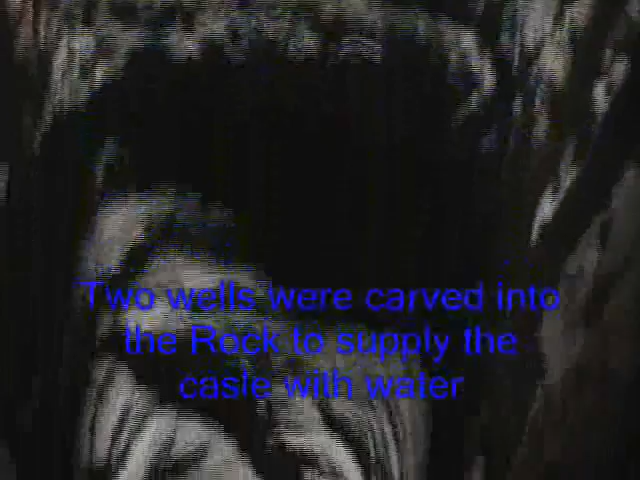 Two wells were carved into
the Rock to supply the
casle with water